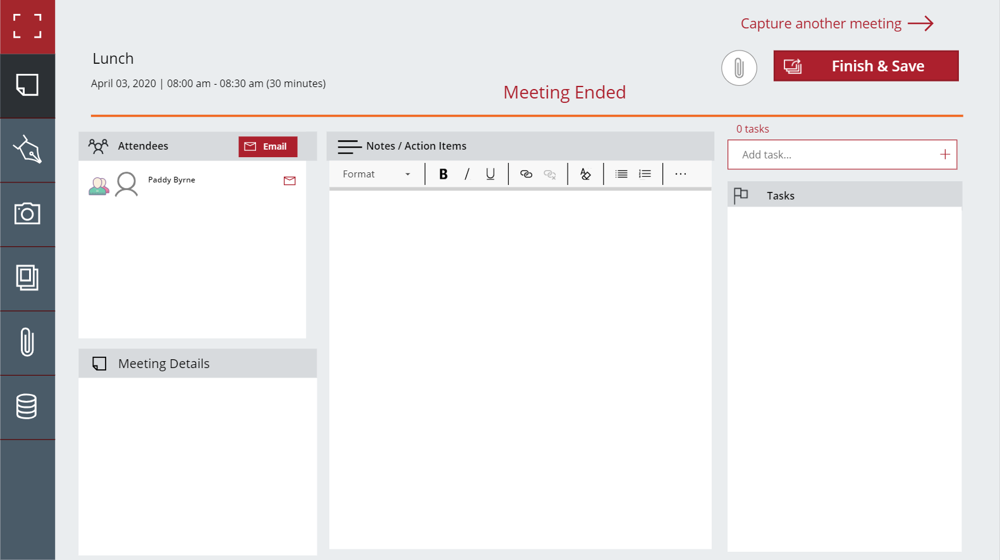 Capture another meeting
Lunch
Finish & Save
April 03, 2020 | 08:00 am - 08:30 am (30 minutes)
Meeting Ended
0 tasks
Attendees
Email
Notes / Action Items
Add task...
Format
B / U
...
Paddy Byrne
Tasks
Meeting Details